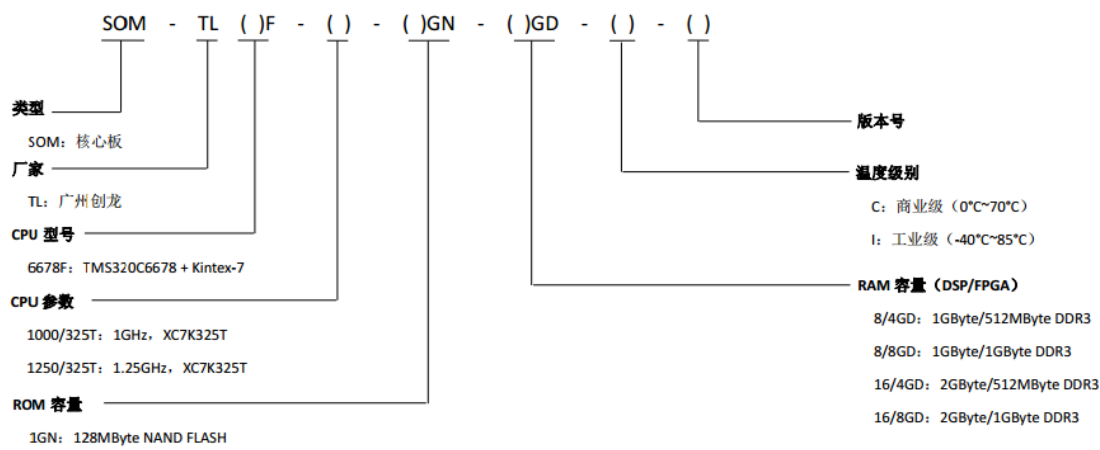 SOM - TL ( )F - ( ) - ( )GN - ( )GD - ( ) - ( )
类型
SOM：核心板
厂家
TL：广州创龙
CPU 型号
6678F：TMS320C6678 + Kintex-7
CPU 参数
1000/325T：1GHz，XC7K325T
1250/325T：1.25GHz，XC7K325T
ROM 容量
1GN：128MByte NAND FLASH
版本号
温度级别
C：商业级（0°C~70°C）
I：工业级（-40°C~85°C）
RAM 容量（DSP/FPGA）
8/4GD：1GByte/512MByte DDR3
8/8GD：1GByte/1GByte DDR3
16/4GD：2GByte/512MByte DDR3
16/8GD：2GByte/1GByte DDR3